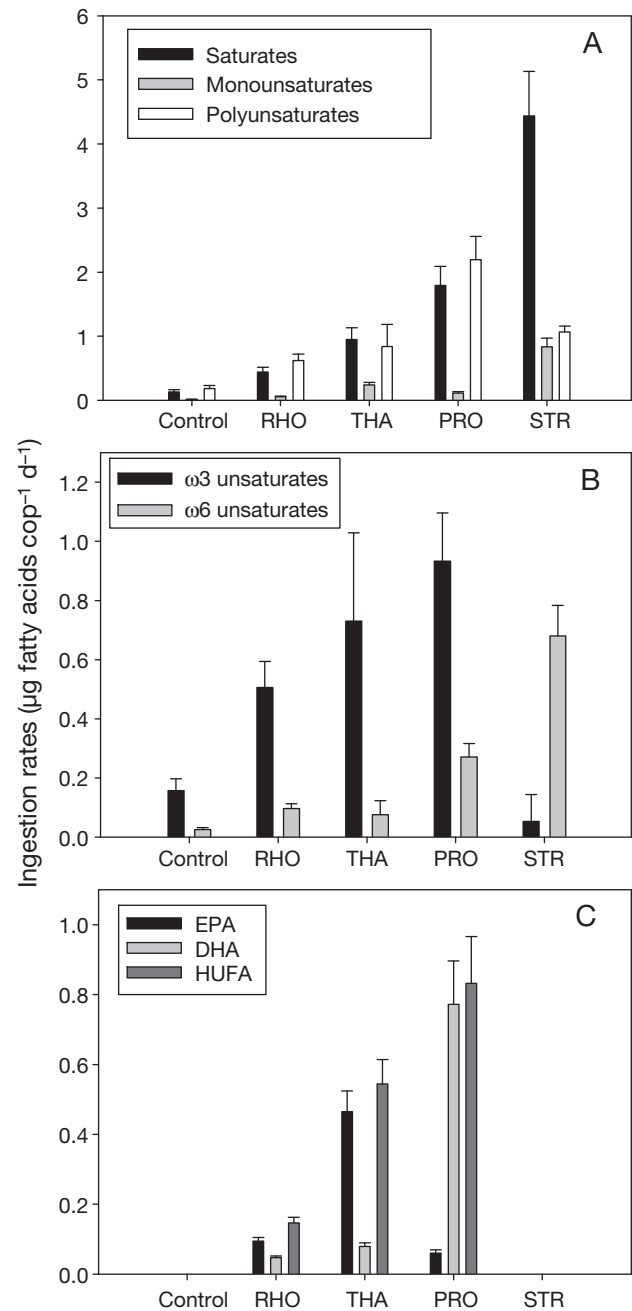 6
A
Saturates
Monounsaturates
Polyunsaturates
5
4
3
2
1
0
Control RHO THA PRO STR
B
ω3 unsaturates
ω6 unsaturates
1.2
1.0
0.8
0.6
0.4
0.2
0.0
Control RHO THA PRO STR
Ingestion rates (µg fatty acids cop⁻¹ d⁻¹)
C
EPA
DHA
HUFA
1.0
0.8
0.6
0.4
0.2
0.0
Control RHO THA PRO STR